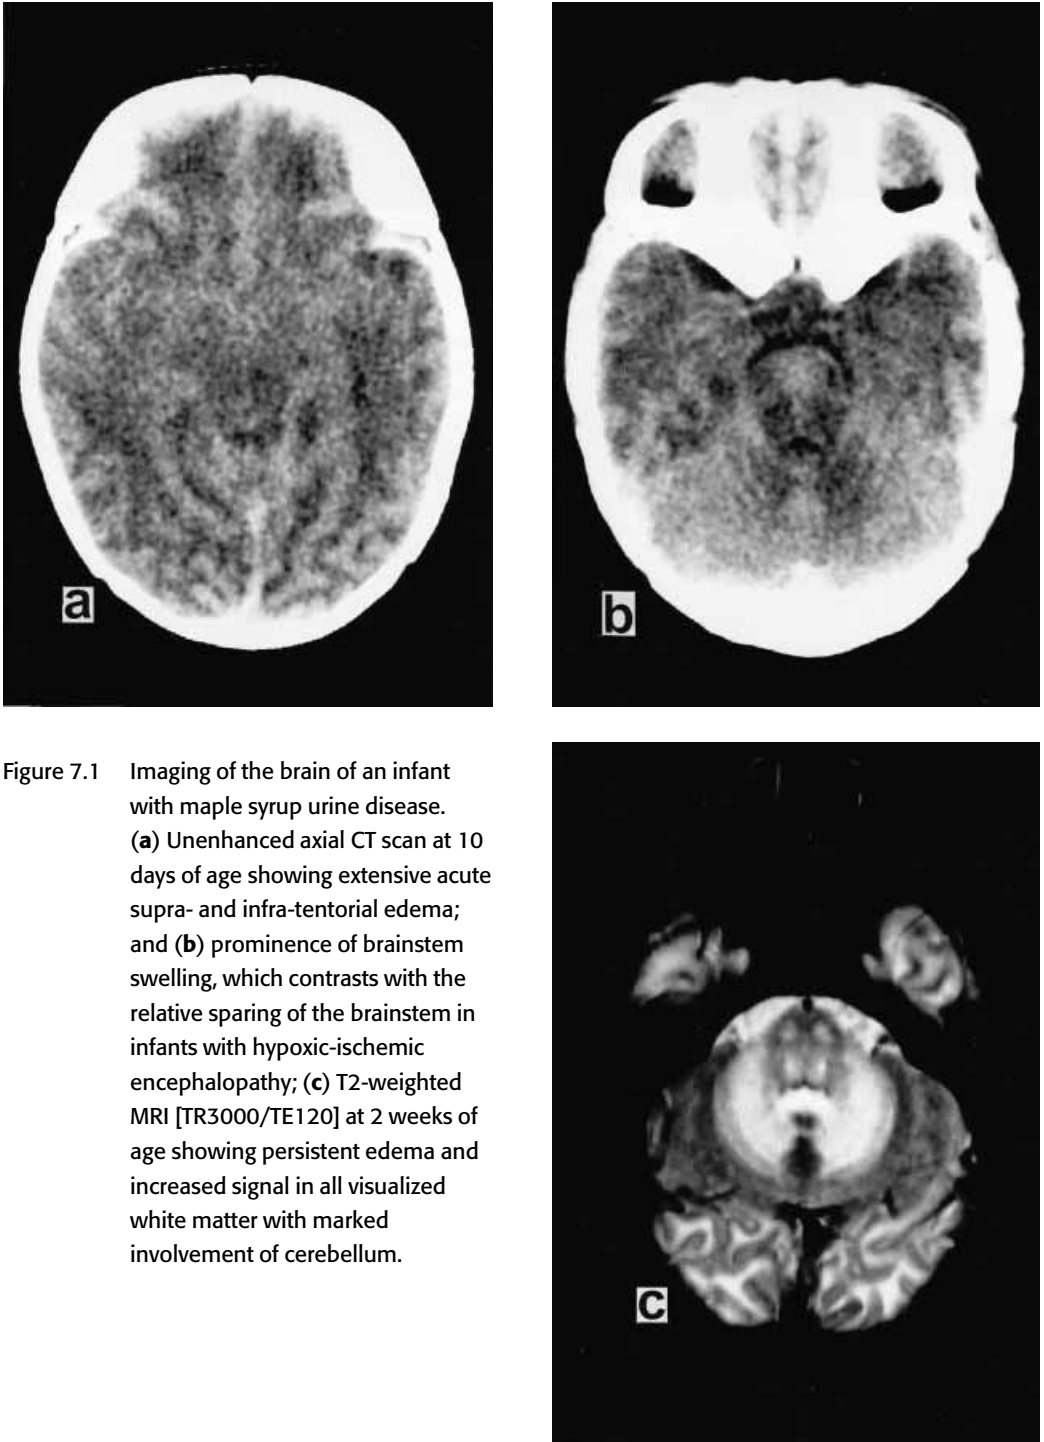 a
b
Figure 7.1 Imaging of the brain of an infant
with maple syrup urine disease.
(a) Unenhanced axial CT scan at 10
days of age showing extensive acute
supra- and infra-tentorial edema;
and (b) prominence of brainstem
swelling, which contrasts with the
relative sparing of the brainstem in
infants with hypoxic-ischemic
encephalopathy; (c) T2-weighted
MRI [TR3000/TE120] at 2 weeks of
age showing persistent edema and
increased signal in all visualized
white matter with marked
involvement of cerebellum.
c